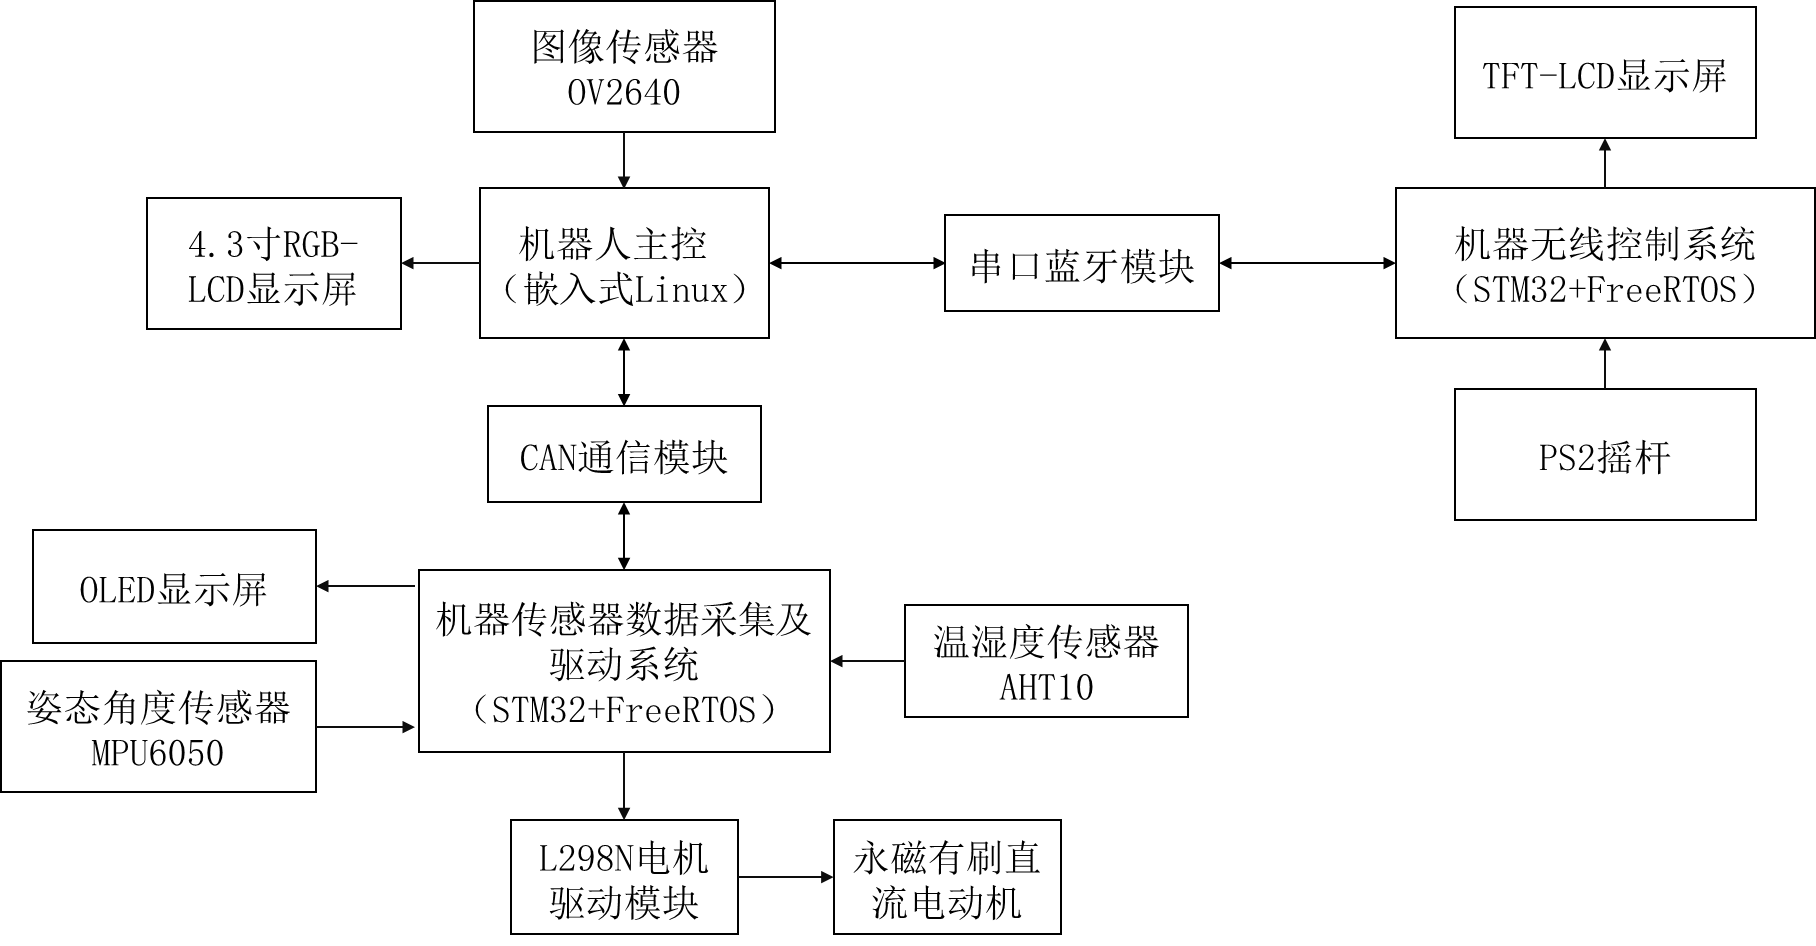 图像传感器
OV2640
TFT-LCD显示屏
4.3寸RGB-
LCD显示屏
机器人主控
（嵌入式Linux）
串口蓝牙模块
机器无线控制系统
（STM32+FreeRTOS）
CAN通信模块
PS2摇杆
OLED显示屏
机器传感器数据采集及
驱动系统
（STM32+FreeRTOS）
温湿度传感器
AHT10
姿态角度传感器
MPU6050
L298N电机
驱动模块
永磁有刷直
流电动机